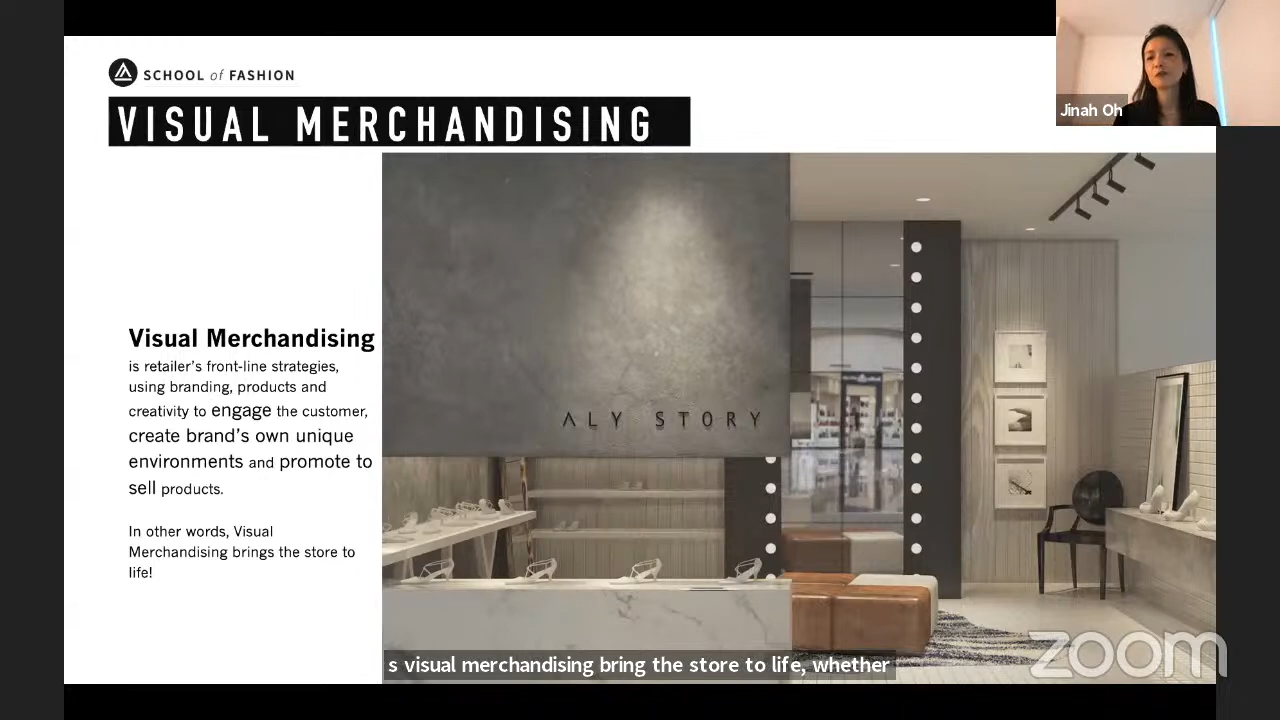 SCHOOL of FASHION
VISUAL MERCHANDISING
Jinah Oh
Visual Merchandising
is retailer's front-line strategies,
using branding, products and
creativity to engage the customer,
create brand's own unique
environments and promote to
sell products.
In other words, Visual
Merchandising brings the store to
life!
ALY STORY
s visual merchandising bring the store to life, whether
zoom